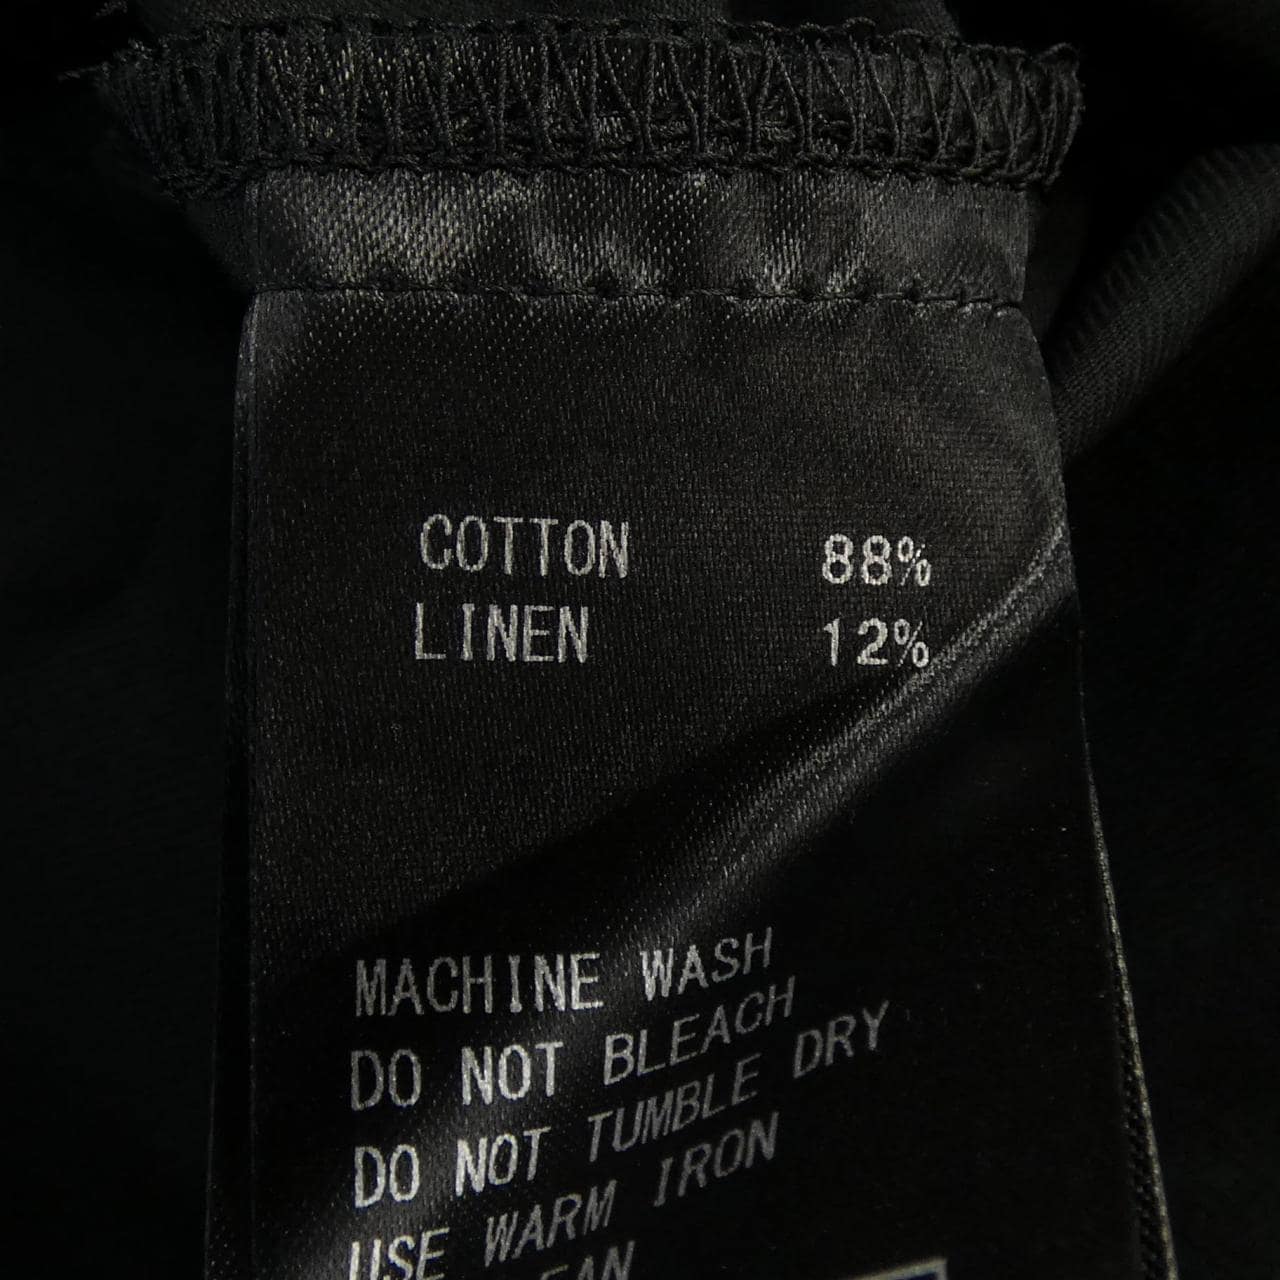 COTTON 88%
LINEN 12%
MACHINE WASH
DO NOT BLEACH
DO NOT TUMBLE DRY
USE WARM IRON